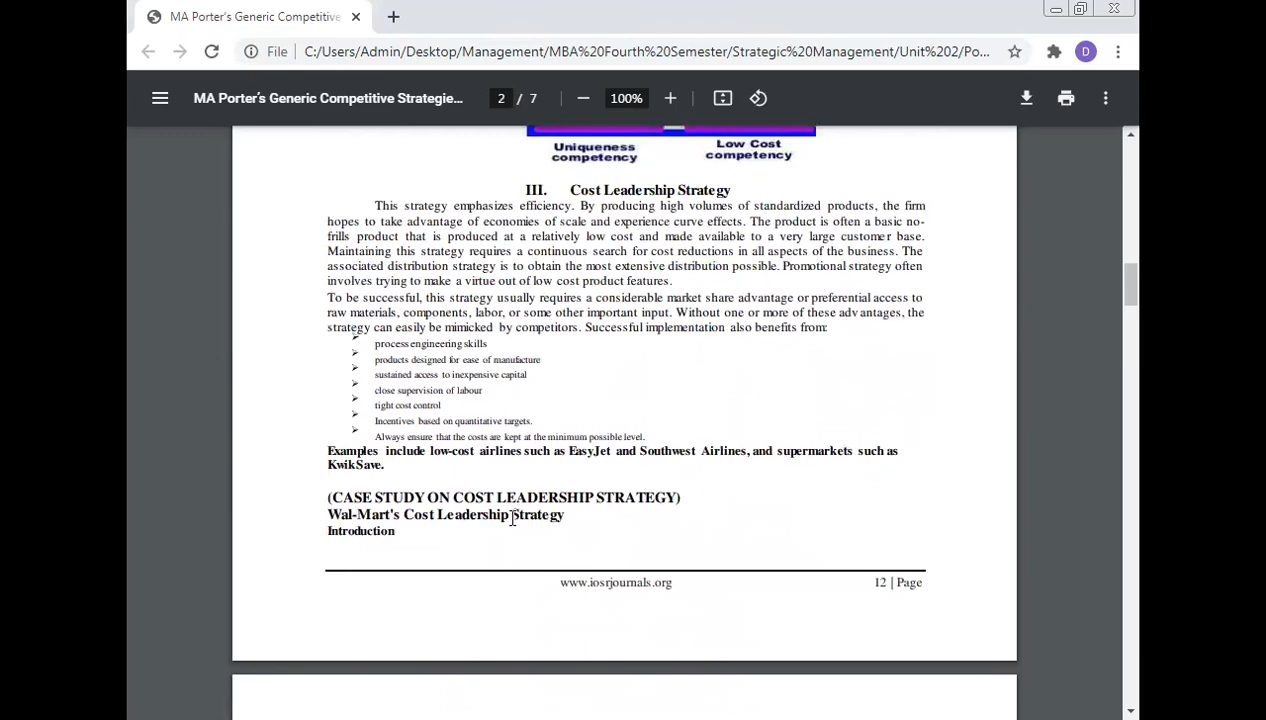 MA Porter's Generic Competitive
File
C:/Users/Admin/Desktop/Management/MBA%20Fourth%20Semester/Strategic%20Management/Unit%202/Po...
D
MA Porter's Generic Competitive Strategie...
2 / 7
100%
Uniqueness
competency
Low Cost
competency
III. Cost Leadership Strategy
This strategy emphasizes efficiency. By producing high volumes of standardized products, the firm
hopes to take advantage of economies of scale and experience curve effects. The product is often a basic no-
frills product that is produced at a relatively low cost and made available to a very large customer base.
Maintaining this strategy requires a continuous search for cost reductions in all aspects of the business. The
associated distribution strategy is to obtain the most extensive distribution possible. Promotional strategy often
involves trying to make a virtue out of low cost product features.
To be successful, this strategy usually requires a considerable market share advantage or preferential access to
raw materials, components, labor, or some other important input. Without one or more of these advantages, the
strategy can easily be mimicked by competitors. Successful implementation also benefits from:
process engineering skills
products designed for ease of manufacture
sustained access to inexpensive capital
close supervision of labour
tight cost control
Incentives based on quantitative targets.
Always ensure that the costs are kept at the minimum possible level.
Examples include low-cost airlines such as EasyJet and Southwest Airlines, and supermarkets such as
KwikSave.
(CASE STUDY ON COST LEADERSHIP STRATEGY)
Wal-Mart's Cost Leadership Strategy
Introduction
www.iosrjournals.org
12 | Page